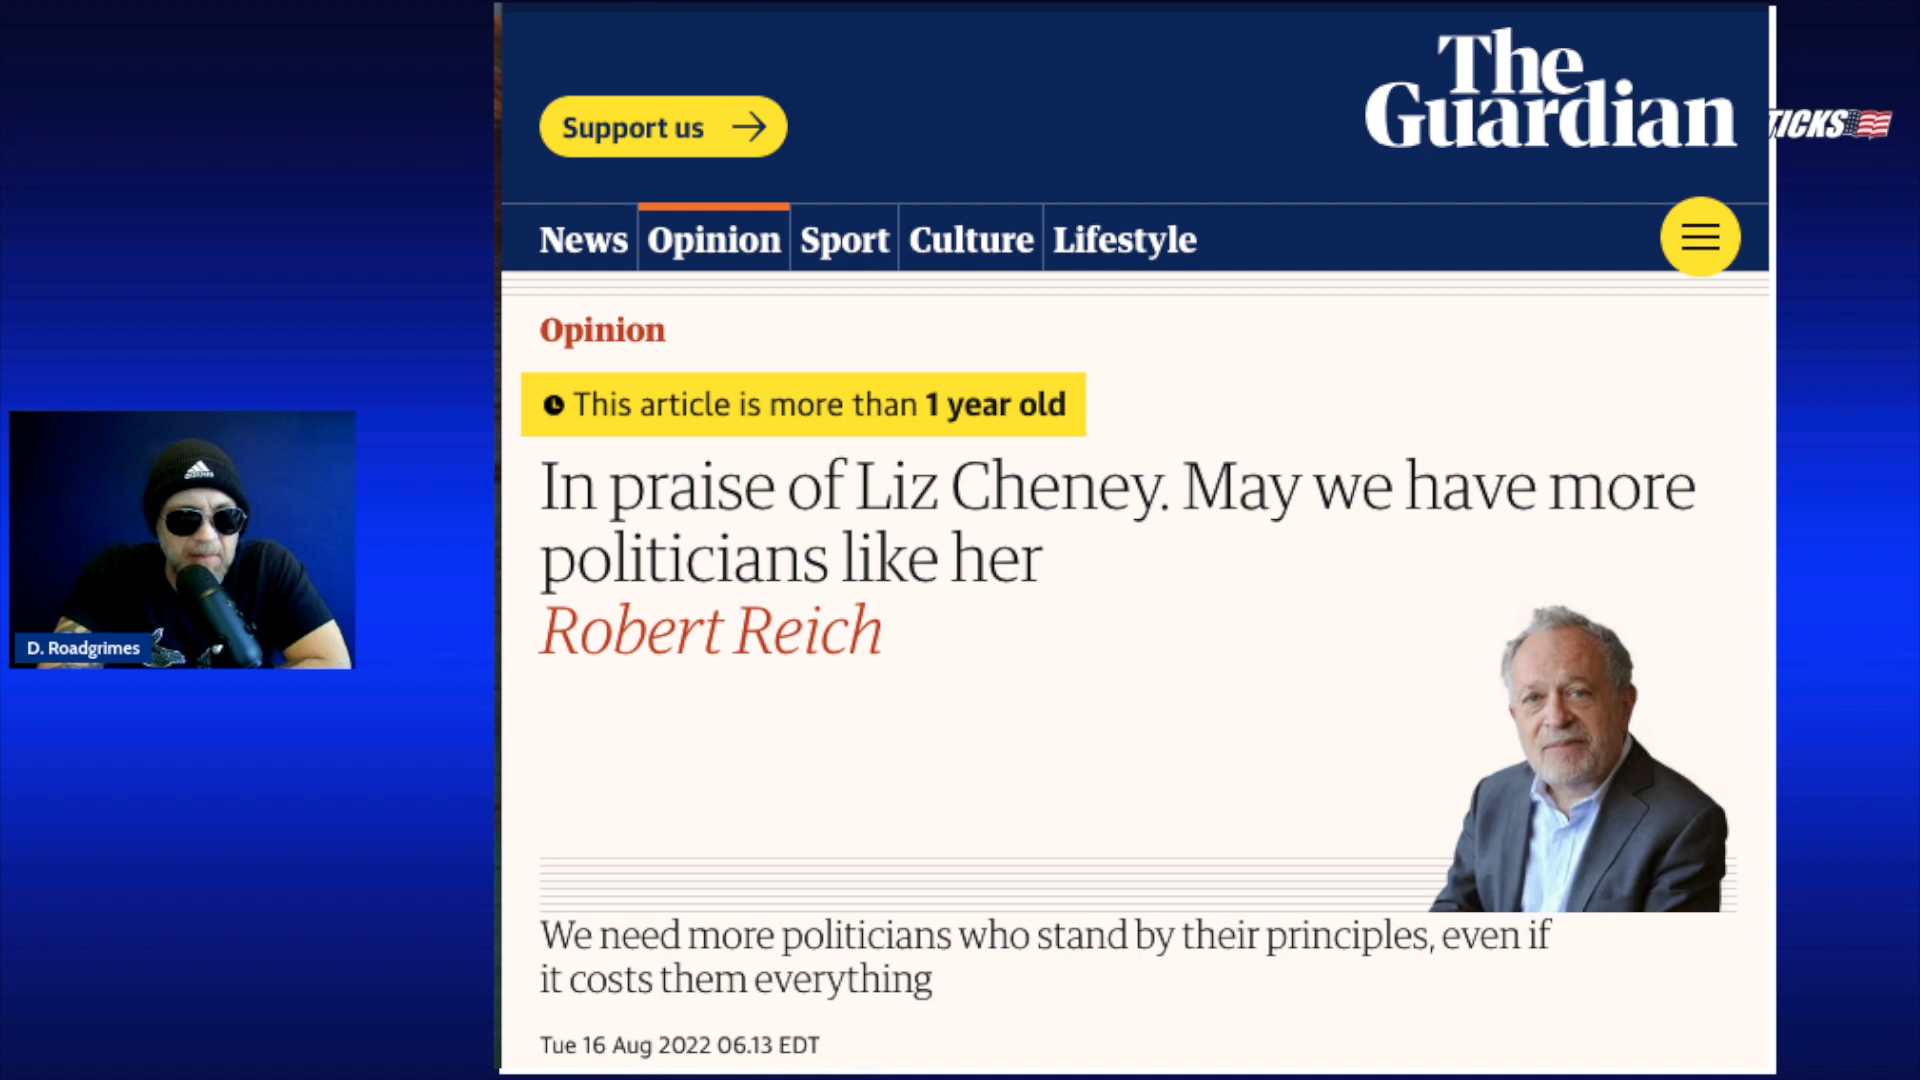 Support us
The
Guardian
TICKS
News Opinion Sport Culture Lifestyle
Opinion
This article is more than 1 year old
In praise of Liz Cheney. May we have more
politicians like her
Robert Reich
adidas
D. Roadgrimes
We need more politicians who stand by their principles, even if
it costs them everything
Tue 16 Aug 2022 06.13 EDT